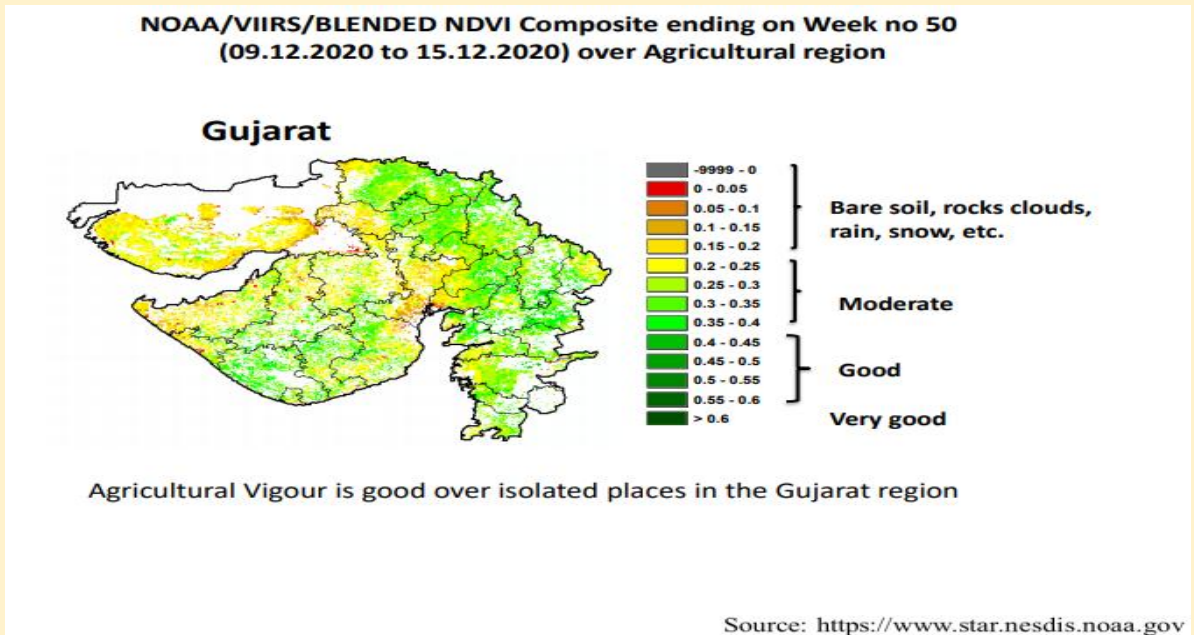 NOAA/VIIRS/BLENDED NDVI Composite ending on Week no 50
(09.12.2020 to 15.12.2020) over Agricultural region
Gujarat
-9999 - 0
0 - 0.05
0.05 - 0.1
0.1 - 0.15
0.15 - 0.2
0.2 - 0.25
0.25 - 0.3
0.3 - 0.35
0.35 - 0.4
0.4 - 0.45
0.45 - 0.5
0.5 - 0.55
0.55 - 0.6
> 0.6
Bare soil, rocks clouds,
rain, snow, etc.
Moderate
Good
Very good
Agricultural Vigour is good over isolated places in the Gujarat region
Source: https://www.star.nesdis.noaa.gov